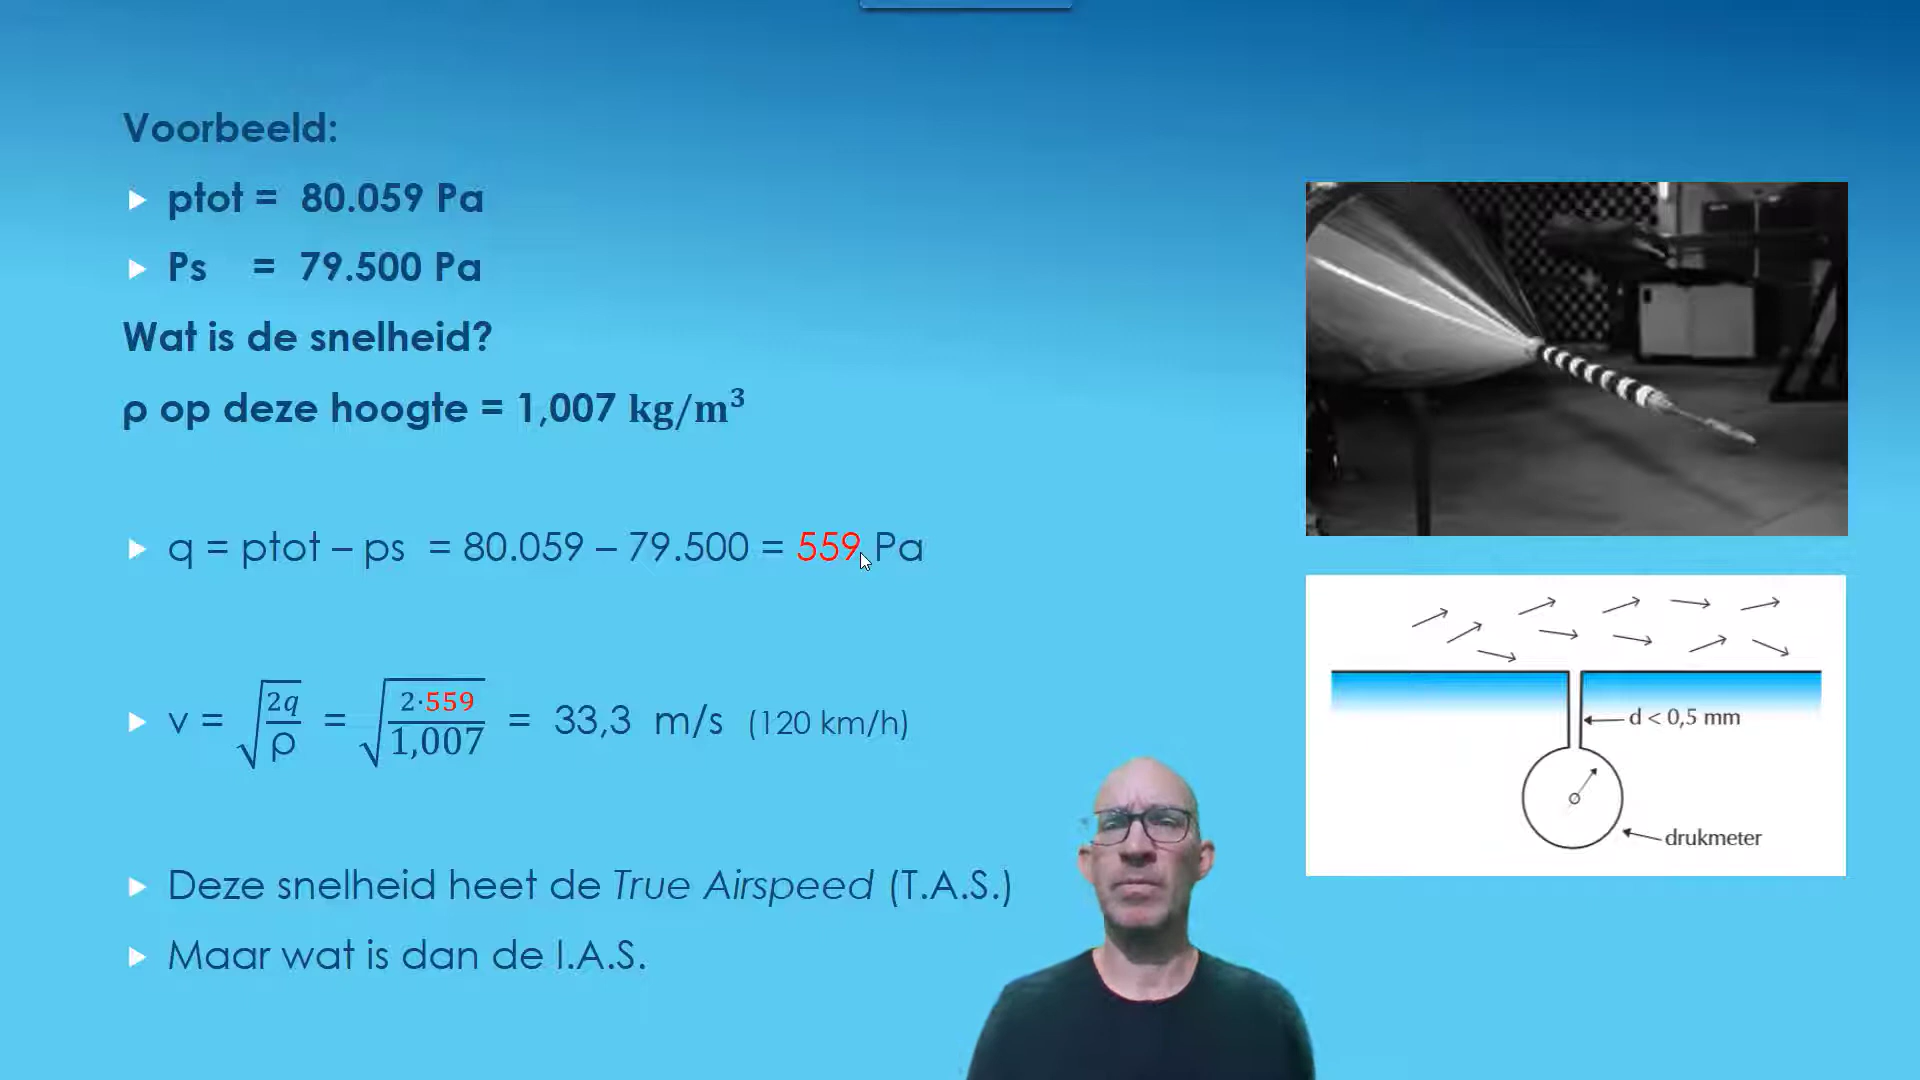 Voorbeeld:
ptot = 80.059 Pa
Ps = 79.500 Pa
Wat is de snelheid?
ρ op deze hoogte = 1,007 kg/m³
q = ptot – ps = 80.059 – 79.500 = 559 Pa
v = √(2q/ρ) = √(2·559/1,007) = 33,3 m/s (120 km/h)
Deze snelheid heet de True Airspeed (T.A.S.)
Maar wat is dan de I.A.S.
d < 0,5 mm
drukmeter